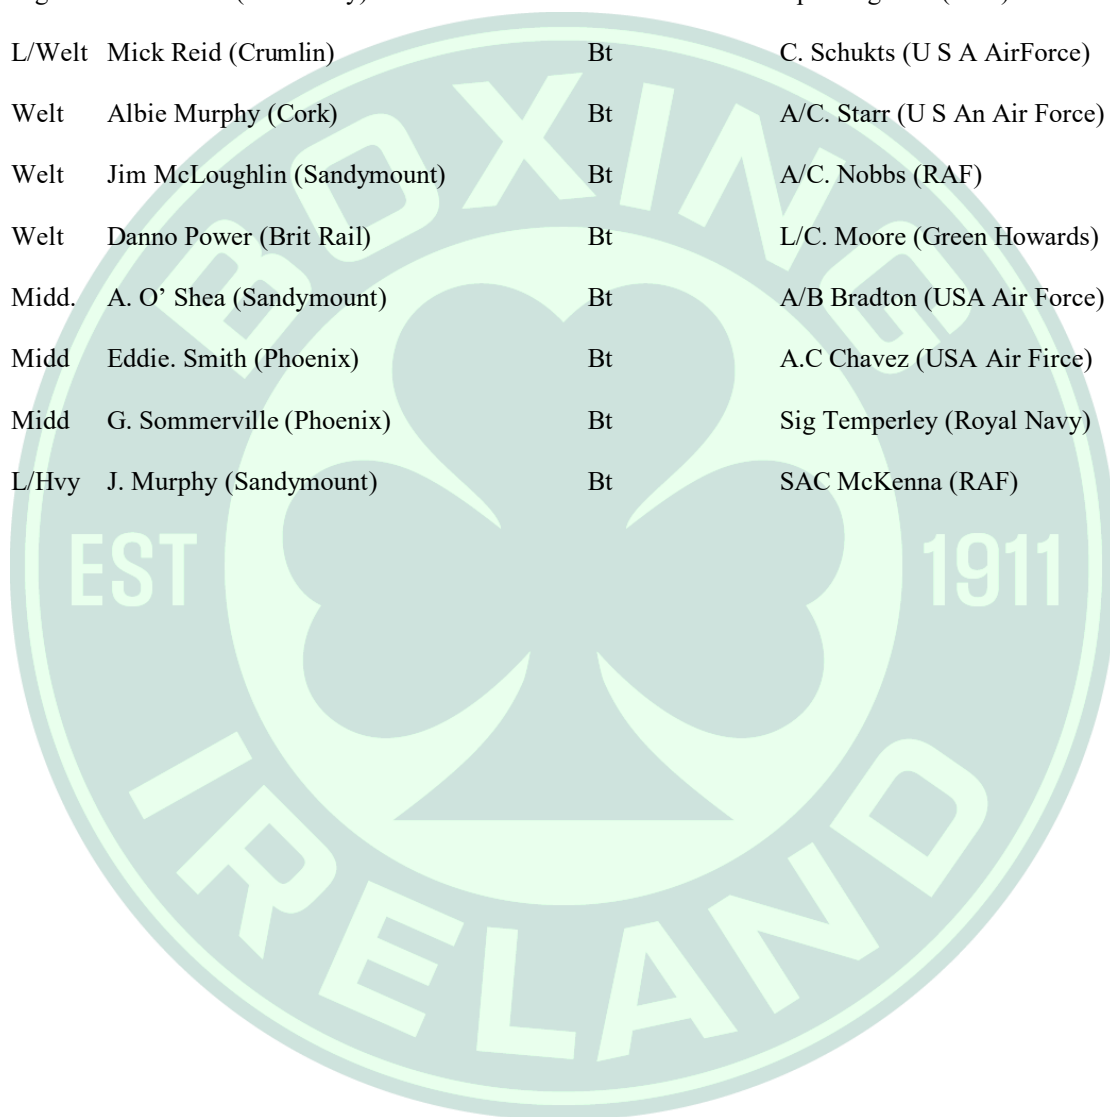 L/Welt Mick Reid (Crumlin) Bt C. Schukts (U S A AirForce)
Welt Albie Murphy (Cork) Bt A/C. Starr (U S An Air Force)
Welt Jim McLoughlin (Sandymount) Bt A/C. Nobbs (RAF)
Welt Danno Power (Brit Rail) Bt L/C. Moore (Green Howards)
Midd. A. O’ Shea (Sandymount) Bt A/B Bradton (USA Air Force)
Midd Eddie. Smith (Phoenix) Bt A.C Chavez (USA Air Firce)
Midd G. Sommerville (Phoenix) Bt Sig Temperley (Royal Navy)
L/Hvy J. Murphy (Sandymount) Bt SAC McKenna (RAF)
BOXING
EST 1911
IRELAND